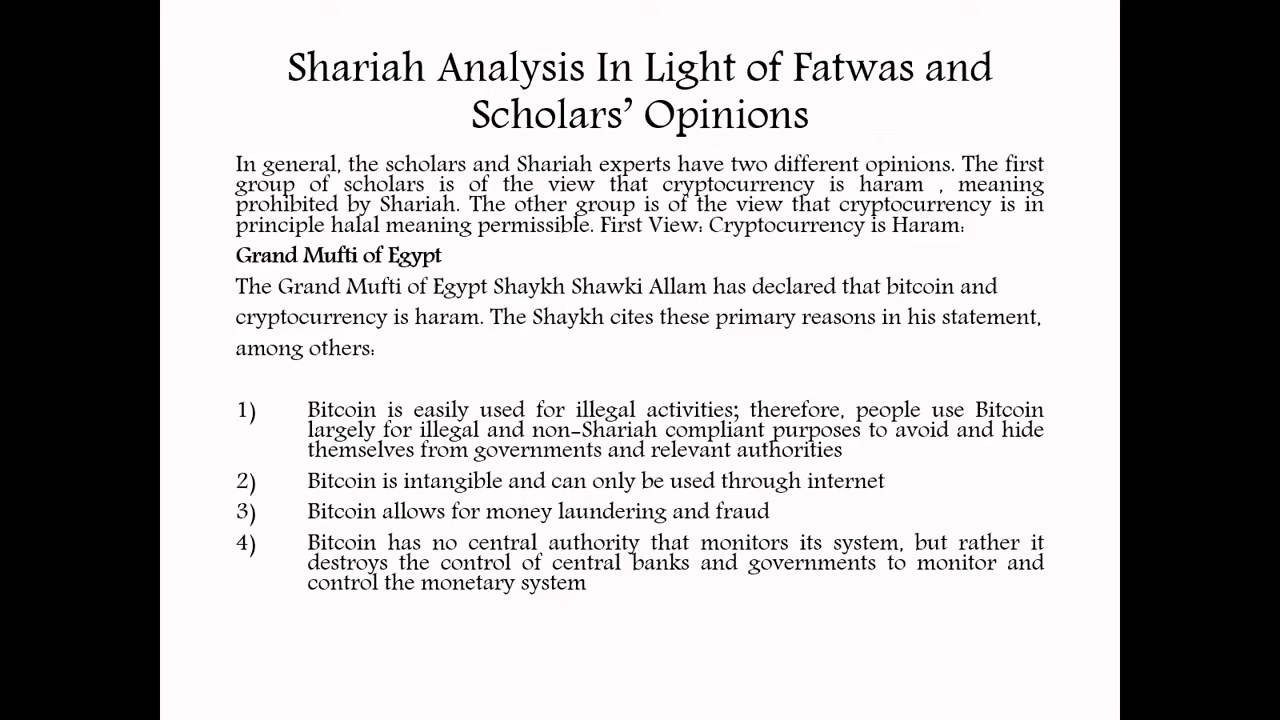 Shariah Analysis In Light of Fatwas and
Scholars’ Opinions
In general, the scholars and Shariah experts have two different opinions. The first
group of scholars is of the view that cryptocurrency is haram , meaning
prohibited by Shariah. The other group is of the view that cryptocurrency is in
principle halal meaning permissible. First View: Cryptocurrency is Haram:
Grand Mufti of Egypt
The Grand Mufti of Egypt Shaykh Shawki Allam has declared that bitcoin and
cryptocurrency is haram. The Shaykh cites these primary reasons in his statement,
among others:
1) Bitcoin is easily used for illegal activities; therefore, people use Bitcoin
largely for illegal and non-Shariah compliant purposes to avoid and hide
themselves from governments and relevant authorities
2) Bitcoin is intangible and can only be used through internet
3) Bitcoin allows for money laundering and fraud
4) Bitcoin has no central authority that monitors its system, but rather it
destroys the control of central banks and governments to monitor and
control the monetary system